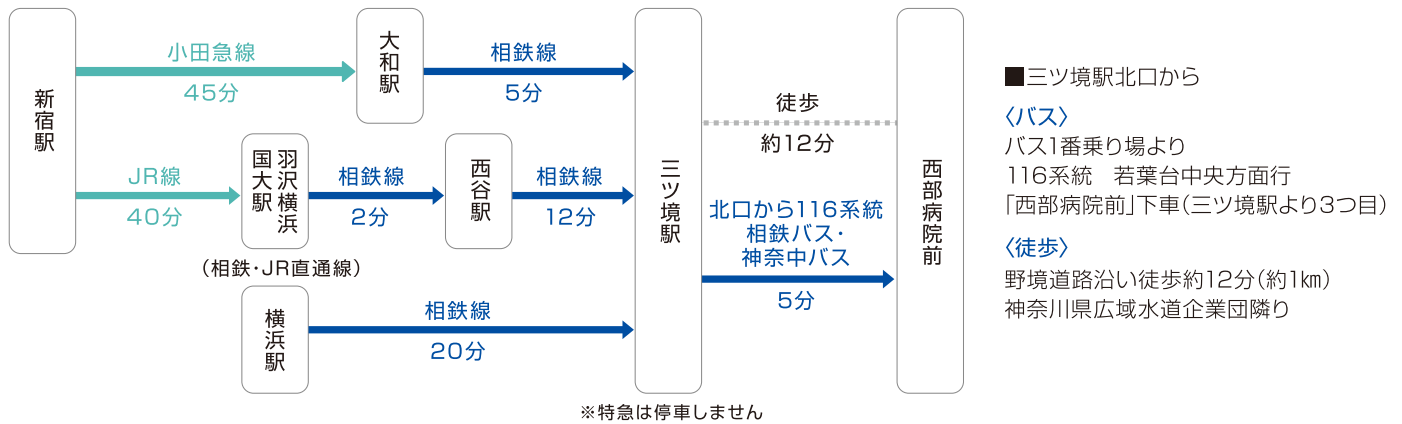 新宿駅
小田急線
45分
大和駅
相鉄線
5分
JR線
40分
羽沢横浜
国大駅
(相鉄・JR直通線)
相鉄線
2分
西谷駅
相鉄線
12分
横浜駅
相鉄線
20分
三ツ境駅
※特急は停車しません
徒歩
約12分
北口から116系統
相鉄バス・
神奈中バス
5分
西部病院前
■三ツ境駅北口から
〈バス〉
バス1番乗り場より
116系統　若葉台中央方面行
「西部病院前」下車(三ツ境駅より3つ目)
〈徒歩〉
野境道路沿い徒歩約12分(約1㎞)
神奈川県広域水道企業団隣り